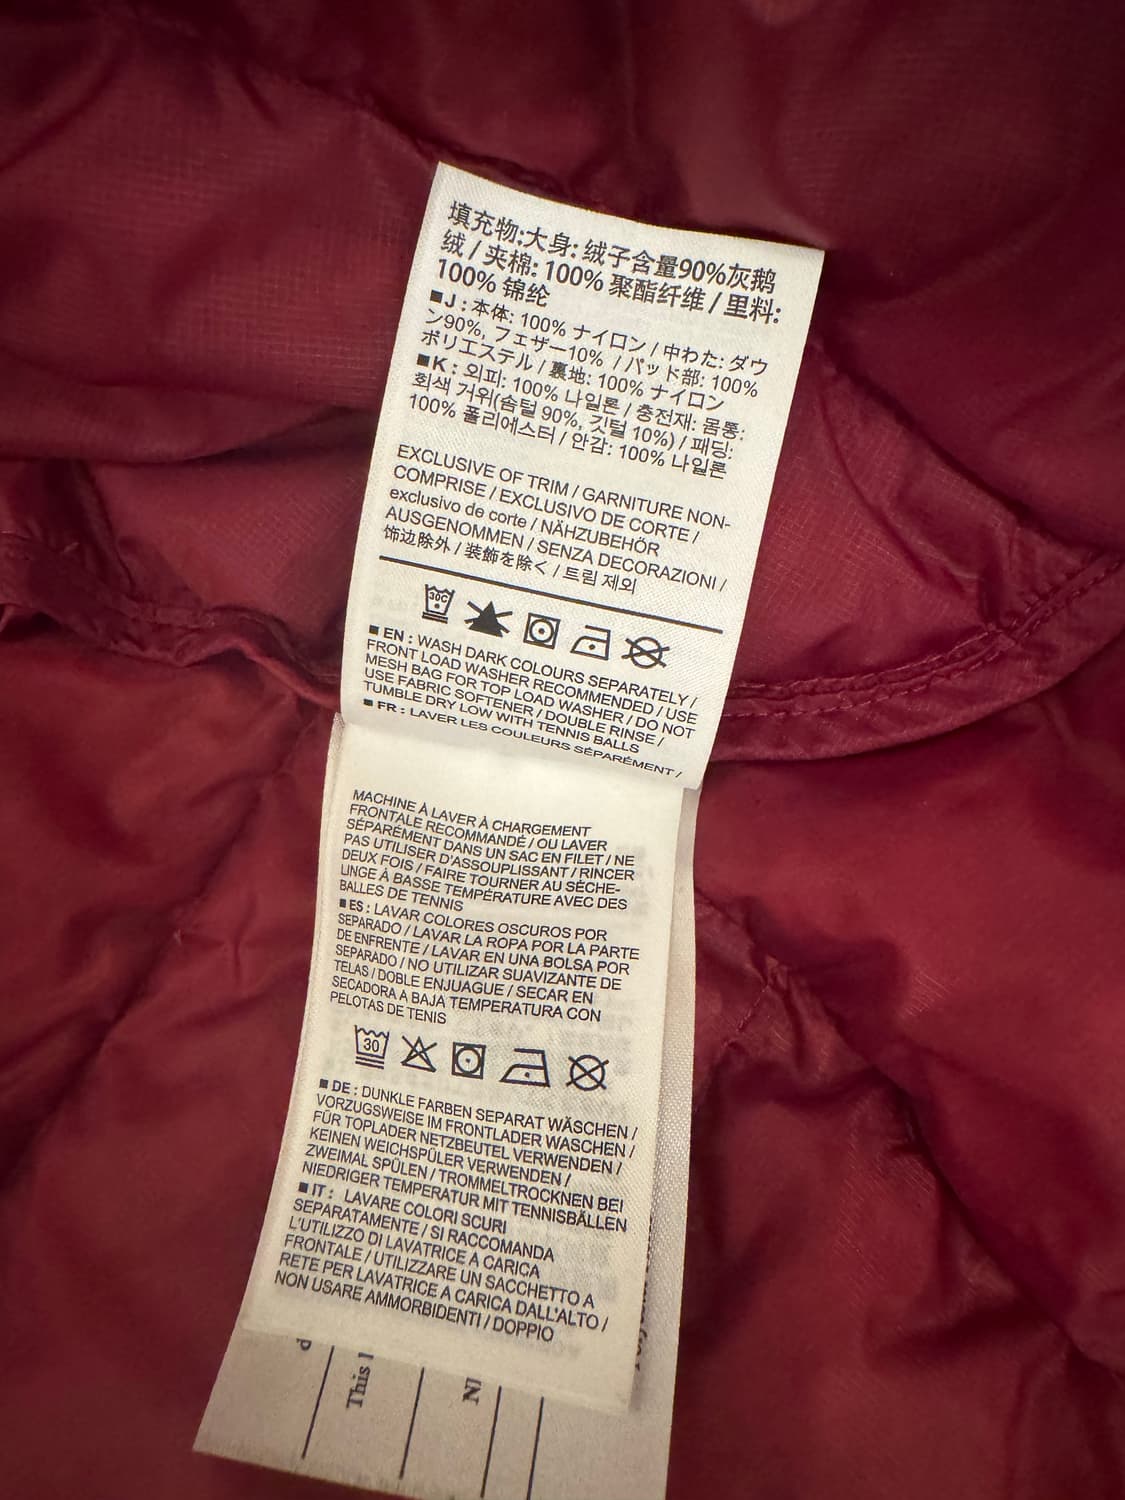 填充物:大身: 绒子含量90%灰鹅
绒 / 夹棉: 100% 聚酯纤维 / 里料:
100% 锦纶
■J : 本体: 100% ナイロン / 中わた: ダウ
ン90%, フェザー10% / パッド部: 100%
ポリエステル / 裏地: 100% ナイロン
■K : 외피: 100% 나일론 / 충전재: 몸통:
회색 거위(솜털 90%, 깃털 10%) / 패딩:
100% 폴리에스터 / 안감: 100% 나일론
EXCLUSIVE OF TRIM / GARNITURE NON-
COMPRISE / EXCLUSIVO DE CORTE /
exclusivo de corte / NÄHZUBEHÖR
AUSGENOMMEN / SENZA DECORAZIONI /
饰边除外 / 装飾を除く / 트림 제외
30C
■ EN : WASH DARK COLOURS SEPARATELY /
FRONT LOAD WASHER RECOMMENDED / USE
MESH BAG FOR TOP LOAD WASHER / DO NOT
USE FABRIC SOFTENER / DOUBLE RINSE /
TUMBLE DRY LOW WITH TENNIS BALLS
■ FR : LAVER LES COULEURS SÉPARÉMENT /
MACHINE À LAVER À CHARGEMENT
FRONTALE RECOMMANDÉ / OU LAVER
SÉPARÉMENT DANS UN SAC EN FILET / NE
PAS UTILISER D'ASSOUPLISSANT / RINCER
DEUX FOIS / FAIRE TOURNER AU SÈCHE-
LINGE À BASSE TEMPÉRATURE AVEC DES
BALLES DE TENNIS
■ ES : LAVAR COLORES OSCUROS POR
SEPARADO / LAVAR LA ROPA POR LA PARTE
DE ENFRENTE / LAVAR EN UNA BOLSA POR
SEPARADO / NO UTILIZAR SUAVIZANTE DE
TELAS / DOBLE ENJUAGUE / SECAR EN
SECADORA A BAJA TEMPERATURA CON
PELOTAS DE TENIS
30
■ DE : DUNKLE FARBEN SEPARAT WÄSCHEN /
VORZUGSWEISE IM FRONTLADER WASCHEN /
FÜR TOPLADER NETZBEUTEL VERWENDEN /
KEINEN WEICHSPÜLER VERWENDEN /
ZWEIMAL SPÜLEN / TROMMELTROCKNEN BEI
NIEDRIGER TEMPERATUR MIT TENNISBÄLLEN
■ IT : LAVARE COLORI SCURI
SEPARATAMENTE / SI RACCOMANDA
L'UTILIZZO DI LAVATRICE A CARICA
FRONTALE / UTILIZZARE UN SACCHETTO A
RETE PER LAVATRICE A CARICA DALL'ALTO /
NON USARE AMMORBIDENTI / DOPPIO
This